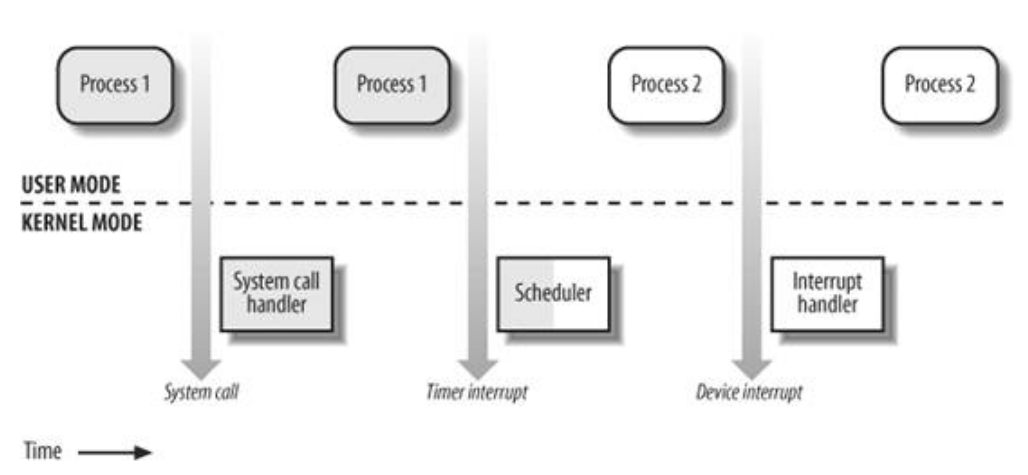 Process 1
Process 1
Process 2
Process 2
USER MODE
KERNEL MODE
System call
handler
Scheduler
Interrupt
handler
System call
Timer interrupt
Device interrupt
Time